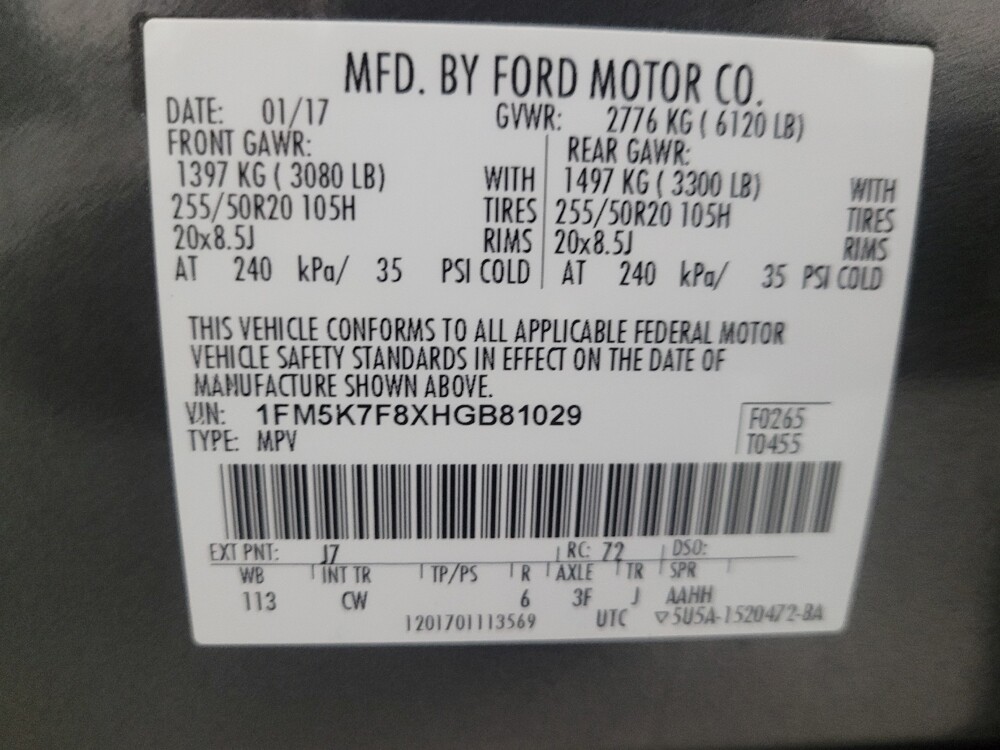 MFD. BY FORD MOTOR CO.
DATE: 01/17 GVWR: 2776 KG ( 6120 LB)
FRONT GAWR: REAR GAWR:
1397 KG ( 3080 LB) WITH 1497 KG ( 3300 LB) WITH
255/50R20 105H TIRES 255/50R20 105H TIRES
20x8.5J RIMS 20x8.5J RIMS
AT 240 kPa/ 35 PSI COLD AT 240 kPa/ 35 PSI COLD
THIS VEHICLE CONFORMS TO ALL APPLICABLE FEDERAL MOTOR
VEHICLE SAFETY STANDARDS IN EFFECT ON THE DATE OF
MANUFACTURE SHOWN ABOVE.
VIN: 1FM5K7F8XHGB81029 F0265
TYPE: MPV T0455
EXT PNT: J7 RC: 72 DSO:
WB INT TR TP/PS R AXLE TR SPR
113 CW 6 3F J AAHH
1201701113569 UTC ▽5U5A-1520472-BA